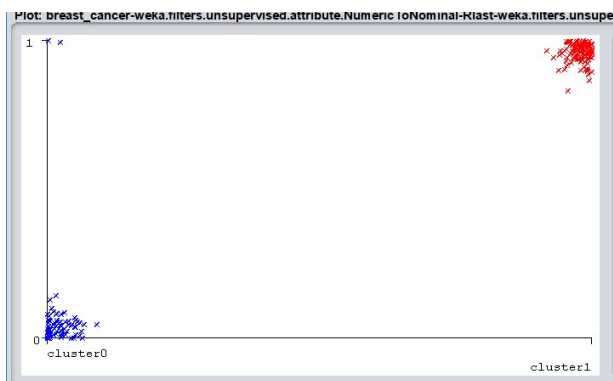 Plot: breast_cancer-weka.filters.unsupervised.attribute.NumericToNominal-Rlast-weka.filters.unsupe
1
0
cluster0
cluster1